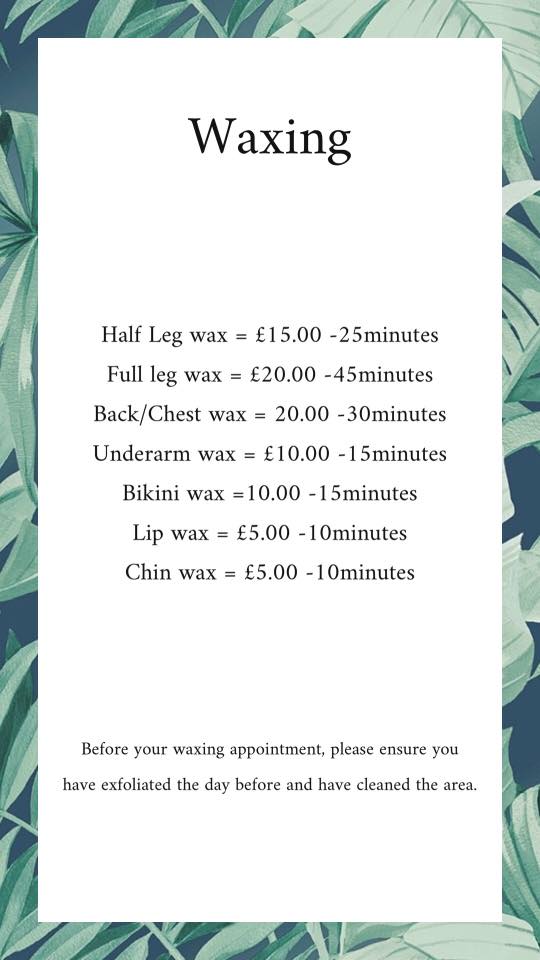 Waxing
Half Leg wax = £15.00 -25minutes
Full leg wax = £20.00 -45minutes
Back/Chest wax = 20.00 -30minutes
Underarm wax = £10.00 -15minutes
Bikini wax =10.00 -15minutes
Lip wax = £5.00 -10minutes
Chin wax = £5.00 -10minutes
Before your waxing appointment, please ensure you
have exfoliated the day before and have cleaned the area.